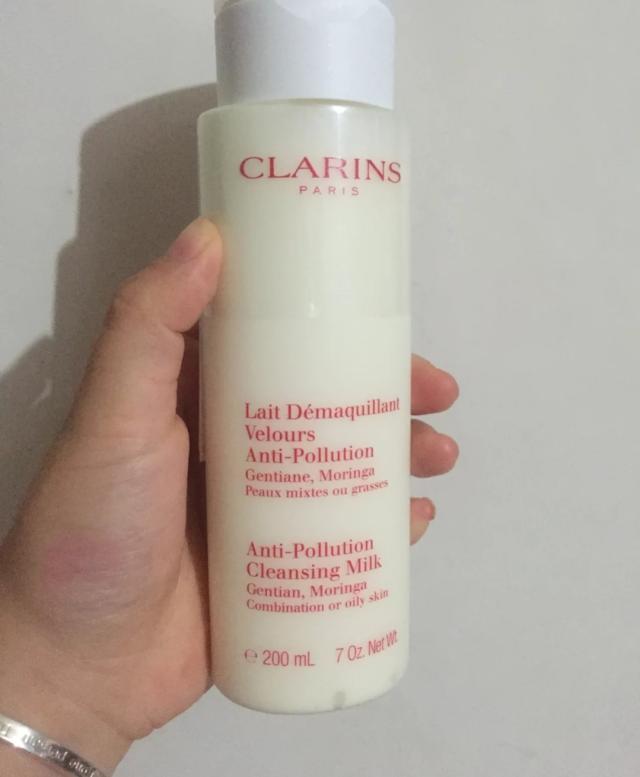 CLARINS
PARIS
Lait Démaquillant
Velours
Anti-Pollution
Gentiane, Moringa
Peaux mixtes ou grasses
Anti-Pollution
Cleansing Milk
Gentian, Moringa
Combination or oily skin
℮ 200 mL 7 Oz. Net Wt.